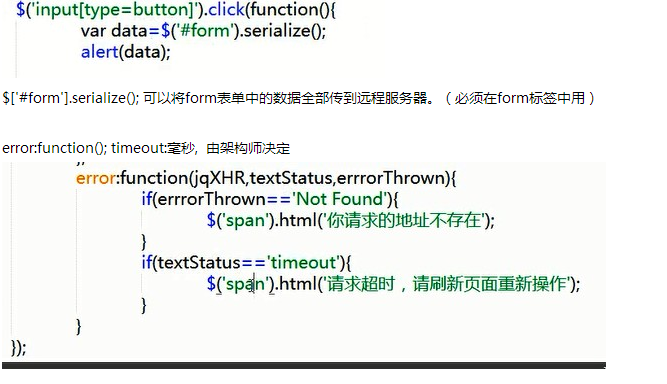 $('input[type=button]').click(function(){
var data=$('#form').serialize();
alert(data);
$['#form'].serialize(); 可以将form表单中的数据全部传到远程服务器。（必须在form标签中用）
error:function(); timeout:毫秒,  由架构师决定
error:function(jqXHR,textStatus,errrorThrown){
if(errrorThrown=='Not Found'){
$('span').html('你请求的地址不存在');
}
if(textStatus=='timeout'){
$('span').html('请求超时，请刷新页面重新操作');
}
}
});